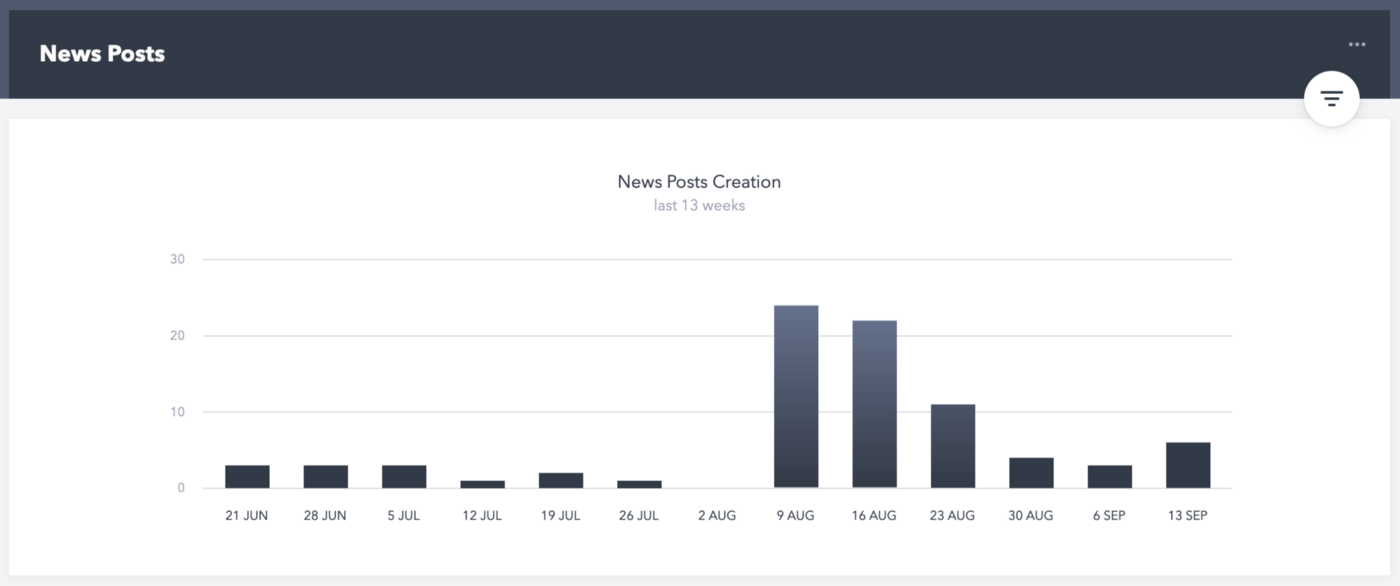 News Posts
News Posts Creation
last 13 weeks
30
20
10
0
21 JUN 28 JUN 5 JUL 12 JUL 19 JUL 26 JUL 2 AUG 9 AUG 16 AUG 23 AUG 30 AUG 6 SEP 13 SEP